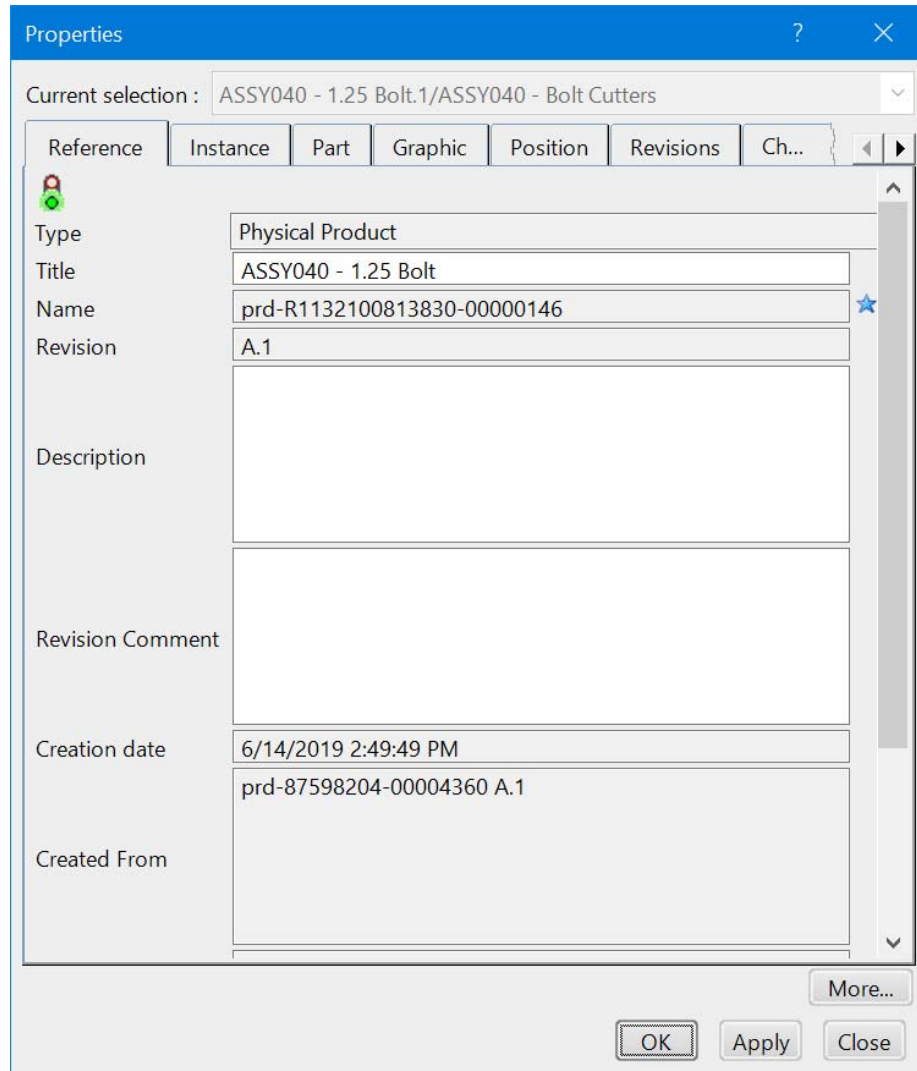 Properties
Current selection : ASSY040 - 1.25 Bolt.1/ASSY040 - Bolt Cutters
Reference Instance Part Graphic Position Revisions Ch...
Type Physical Product
Title ASSY040 - 1.25 Bolt
Name prd-R1132100813830-00000146
Revision A.1
Description
Revision Comment
Creation date 6/14/2019 2:49:49 PM
prd-87598204-00004360 A.1
Created From
More...
OK Apply Close